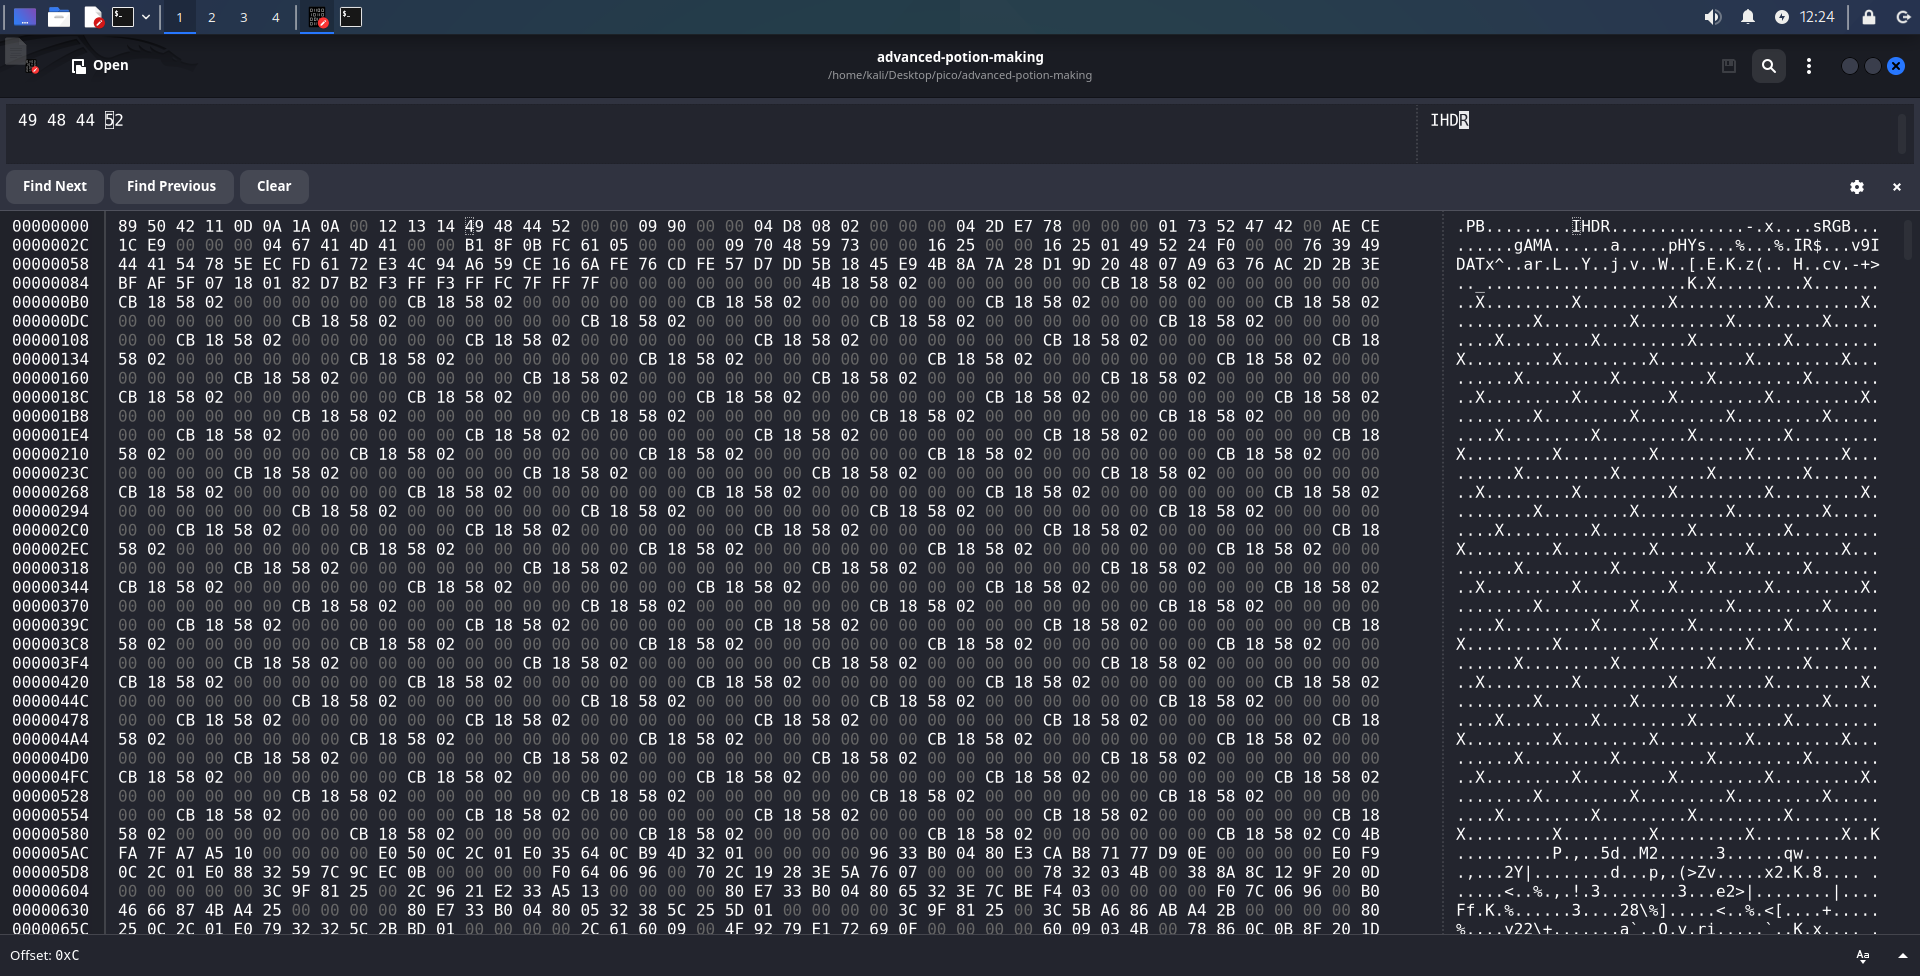 1 2 3 4 12:24
Open
advanced-potion-making
/home/kali/Desktop/pico/advanced-potion-making
49 48 44 52 IHDR
Find Next Find Previous Clear
00000000 89 50 42 11 0D 0A 1A 0A 00 12 13 14 49 48 44 52 00 00 09 90 00 00 04 D8 08 02 00 00 00 04 2D E7 78 00 00 00 01 73 52 47 42 00 AE CE .PB.........IHDR..............-.x....sRGB...
0000002C 1C E9 00 00 00 04 67 41 4D 41 00 00 B1 8F 0B FC 61 05 00 00 00 09 70 48 59 73 00 00 16 25 00 00 16 25 01 49 52 24 F0 00 00 76 39 49 ......gAMA......a.....pHYs...%...%.IR$...v9I
00000058 44 41 54 78 5E EC FD 61 72 E3 4C 94 A6 59 CE 16 6A FE 76 CD FE 57 D7 DD 5B 18 45 E9 4B 8A 7A 28 D1 9D 20 48 07 A9 63 76 AC 2D 2B 3E DATx^..ar.L..Y..j.v..W..[.E.K.z(.. H..cv.-+>
00000084 BF AF 5F 07 18 01 82 D7 B2 F3 FF F3 FF FC 7F FF 7F 00 00 00 00 00 00 00 4B 18 58 02 00 00 00 00 00 00 CB 18 58 02 00 00 00 00 00 00 .._.....................K.X.........X.......
000000B0 CB 18 58 02 00 00 00 00 00 00 CB 18 58 02 00 00 00 00 00 00 CB 18 58 02 00 00 00 00 00 00 CB 18 58 02 00 00 00 00 00 00 CB 18 58 02 ..X.........X.........X.........X.........X.
000000DC 00 00 00 00 00 00 CB 18 58 02 00 00 00 00 00 00 CB 18 58 02 00 00 00 00 00 00 CB 18 58 02 00 00 00 00 00 00 CB 18 58 02 00 00 00 00 ........X.........X.........X.........X.....
00000108 00 00 CB 18 58 02 00 00 00 00 00 00 CB 18 58 02 00 00 00 00 00 00 CB 18 58 02 00 00 00 00 00 00 CB 18 58 02 00 00 00 00 00 00 CB 18 ....X.........X.........X.........X.........
00000134 58 02 00 00 00 00 00 00 CB 18 58 02 00 00 00 00 00 00 CB 18 58 02 00 00 00 00 00 00 CB 18 58 02 00 00 00 00 00 00 CB 18 58 02 00 00 X.........X.........X.........X.........X...
00000160 00 00 00 00 CB 18 58 02 00 00 00 00 00 00 CB 18 58 02 00 00 00 00 00 00 CB 18 58 02 00 00 00 00 00 00 CB 18 58 02 00 00 00 00 00 00 ......X.........X.........X.........X.......
0000018C CB 18 58 02 00 00 00 00 00 00 CB 18 58 02 00 00 00 00 00 00 CB 18 58 02 00 00 00 00 00 00 CB 18 58 02 00 00 00 00 00 00 CB 18 58 02 ..X.........X.........X.........X.........X.
000001B8 00 00 00 00 00 00 CB 18 58 02 00 00 00 00 00 00 CB 18 58 02 00 00 00 00 00 00 CB 18 58 02 00 00 00 00 00 00 CB 18 58 02 00 00 00 00 ........X.........X.........X.........X.....
000001E4 00 00 CB 18 58 02 00 00 00 00 00 00 CB 18 58 02 00 00 00 00 00 00 CB 18 58 02 00 00 00 00 00 00 CB 18 58 02 00 00 00 00 00 00 CB 18 ....X.........X.........X.........X.........
00000210 58 02 00 00 00 00 00 00 CB 18 58 02 00 00 00 00 00 00 CB 18 58 02 00 00 00 00 00 00 CB 18 58 02 00 00 00 00 00 00 CB 18 58 02 00 00 X.........X.........X.........X.........X...
0000023C 00 00 00 00 CB 18 58 02 00 00 00 00 00 00 CB 18 58 02 00 00 00 00 00 00 CB 18 58 02 00 00 00 00 00 00 CB 18 58 02 00 00 00 00 00 00 ......X.........X.........X.........X.......
00000268 CB 18 58 02 00 00 00 00 00 00 CB 18 58 02 00 00 00 00 00 00 CB 18 58 02 00 00 00 00 00 00 CB 18 58 02 00 00 00 00 00 00 CB 18 58 02 ..X.........X.........X.........X.........X.
00000294 00 00 00 00 00 00 CB 18 58 02 00 00 00 00 00 00 CB 18 58 02 00 00 00 00 00 00 CB 18 58 02 00 00 00 00 00 00 CB 18 58 02 00 00 00 00 ........X.........X.........X.........X.....
000002C0 00 00 CB 18 58 02 00 00 00 00 00 00 CB 18 58 02 00 00 00 00 00 00 CB 18 58 02 00 00 00 00 00 00 CB 18 58 02 00 00 00 00 00 00 CB 18 ....X.........X.........X.........X.........
000002EC 58 02 00 00 00 00 00 00 CB 18 58 02 00 00 00 00 00 00 CB 18 58 02 00 00 00 00 00 00 CB 18 58 02 00 00 00 00 00 00 CB 18 58 02 00 00 X.........X.........X.........X.........X...
00000318 00 00 00 00 CB 18 58 02 00 00 00 00 00 00 CB 18 58 02 00 00 00 00 00 00 CB 18 58 02 00 00 00 00 00 00 CB 18 58 02 00 00 00 00 00 00 ......X.........X.........X.........X.......
00000344 CB 18 58 02 00 00 00 00 00 00 CB 18 58 02 00 00 00 00 00 00 CB 18 58 02 00 00 00 00 00 00 CB 18 58 02 00 00 00 00 00 00 CB 18 58 02 ..X.........X.........X.........X.........X.
00000370 00 00 00 00 00 00 CB 18 58 02 00 00 00 00 00 00 CB 18 58 02 00 00 00 00 00 00 CB 18 58 02 00 00 00 00 00 00 CB 18 58 02 00 00 00 00 ........X.........X.........X.........X.....
0000039C 00 00 CB 18 58 02 00 00 00 00 00 00 CB 18 58 02 00 00 00 00 00 00 CB 18 58 02 00 00 00 00 00 00 CB 18 58 02 00 00 00 00 00 00 CB 18 ....X.........X.........X.........X.........
000003C8 58 02 00 00 00 00 00 00 CB 18 58 02 00 00 00 00 00 00 CB 18 58 02 00 00 00 00 00 00 CB 18 58 02 00 00 00 00 00 00 CB 18 58 02 00 00 X.........X.........X.........X.........X...
000003F4 00 00 00 00 CB 18 58 02 00 00 00 00 00 00 CB 18 58 02 00 00 00 00 00 00 CB 18 58 02 00 00 00 00 00 00 CB 18 58 02 00 00 00 00 00 00 ......X.........X.........X.........X.......
00000420 CB 18 58 02 00 00 00 00 00 00 CB 18 58 02 00 00 00 00 00 00 CB 18 58 02 00 00 00 00 00 00 CB 18 58 02 00 00 00 00 00 00 CB 18 58 02 ..X.........X.........X.........X.........X.
0000044C 00 00 00 00 00 00 CB 18 58 02 00 00 00 00 00 00 CB 18 58 02 00 00 00 00 00 00 CB 18 58 02 00 00 00 00 00 00 CB 18 58 02 00 00 00 00 ........X.........X.........X.........X.....
00000478 00 00 CB 18 58 02 00 00 00 00 00 00 CB 18 58 02 00 00 00 00 00 00 CB 18 58 02 00 00 00 00 00 00 CB 18 58 02 00 00 00 00 00 00 CB 18 ....X.........X.........X.........X.........
000004A4 58 02 00 00 00 00 00 00 CB 18 58 02 00 00 00 00 00 00 CB 18 58 02 00 00 00 00 00 00 CB 18 58 02 00 00 00 00 00 00 CB 18 58 02 00 00 X.........X.........X.........X.........X...
000004D0 00 00 00 00 CB 18 58 02 00 00 00 00 00 00 CB 18 58 02 00 00 00 00 00 00 CB 18 58 02 00 00 00 00 00 00 CB 18 58 02 00 00 00 00 00 00 ......X.........X.........X.........X.......
000004FC CB 18 58 02 00 00 00 00 00 00 CB 18 58 02 00 00 00 00 00 00 CB 18 58 02 00 00 00 00 00 00 CB 18 58 02 00 00 00 00 00 00 CB 18 58 02 ..X.........X.........X.........X.........X.
00000528 00 00 00 00 00 00 CB 18 58 02 00 00 00 00 00 00 CB 18 58 02 00 00 00 00 00 00 CB 18 58 02 00 00 00 00 00 00 CB 18 58 02 00 00 00 00 ........X.........X.........X.........X.....
00000554 00 00 CB 18 58 02 00 00 00 00 00 00 CB 18 58 02 00 00 00 00 00 00 CB 18 58 02 00 00 00 00 00 00 CB 18 58 02 00 00 00 00 00 00 CB 18 ....X.........X.........X.........X.........
00000580 58 02 00 00 00 00 00 00 CB 18 58 02 00 00 00 00 00 00 CB 18 58 02 00 00 00 00 00 00 CB 18 58 02 00 00 00 00 00 00 CB 18 58 02 C0 4B X.........X.........X.........X.........X..K
000005AC FA 7F A7 A5 10 00 00 00 00 E0 50 0C 2C 01 E0 35 64 0C B9 4D 32 01 00 00 00 00 96 33 B0 04 80 E3 CA B8 71 77 D9 0E 00 00 00 00 E0 F9 ..........P.,..5d..M2......3......qw........
000005D8 0C 2C 01 E0 88 32 59 7C 9C EC 0B 00 00 00 00 F0 64 06 96 00 70 2C 19 28 3E 5A 76 07 00 00 00 00 78 32 03 4B 00 38 8A 8C 12 9F 20 0D .,...2Y|........d...p,.(>Zv.....x2.K.8.... .
00000604 00 00 00 00 00 3C 9F 81 25 00 2C 96 21 E2 33 A5 13 00 00 00 00 80 E7 33 B0 04 80 65 32 3E 7C BE F4 03 00 00 00 00 F0 7C 06 96 00 B0 .....<..%.,.!.3........3...e2>|........|....
00000630 46 66 87 4B A4 25 00 00 00 00 80 E7 33 B0 04 80 05 32 38 5C 25 5D 01 00 00 00 00 3C 9F 81 25 00 3C 5B A6 86 AB A4 2B 00 00 00 00 80 Ff.K.%......3....28\%].....<..%.<[....+.....
0000065C 25 0C 2C 01 E0 79 32 32 5C 2B BD 01 00 00 00 00 2C 61 60 09 00 4F 92 79 E1 72 69 0F 00 00 00 00 60 09 03 4B 00 78 86 0C 0B 8F 20 1D %.,..y22\+......,a`..O.y.ri.....`..K.x.... .
Offset: 0xC Aa